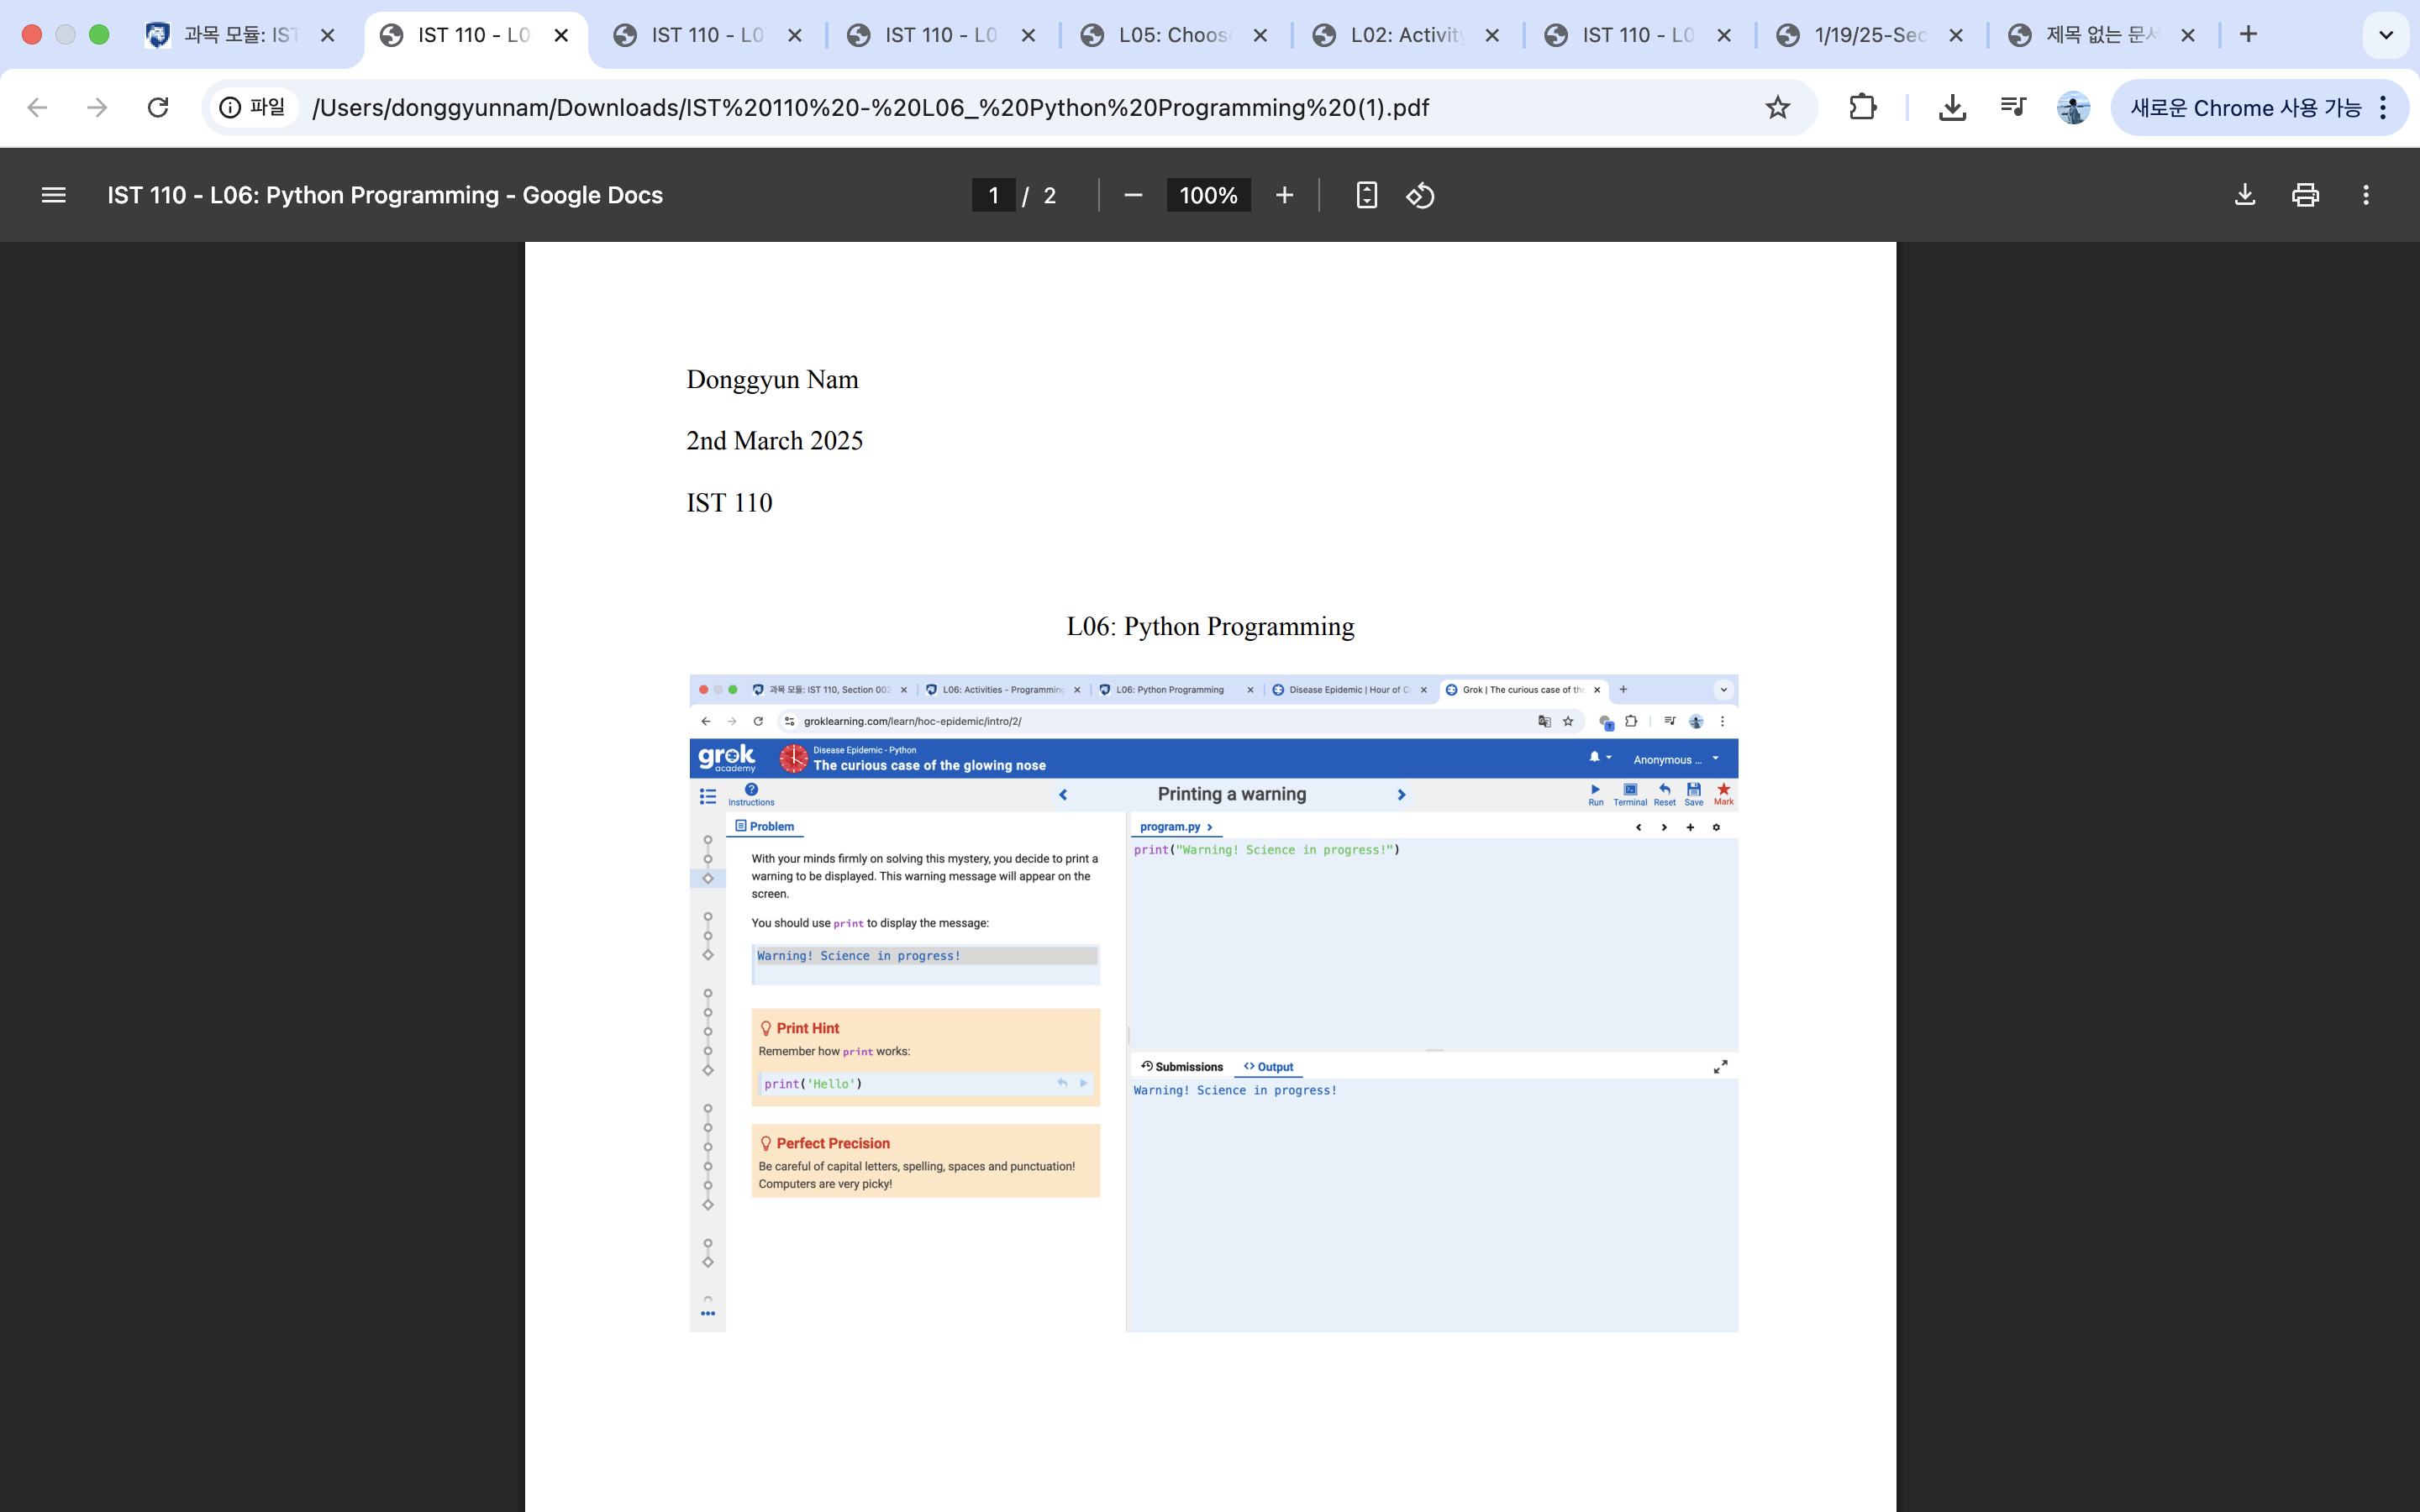 과목 모듈: IST
IST 110 - L0
IST 110 - L0
IST 110 - L0
L05: Choos
L02: Activity
IST 110 - L0
1/19/25-Sec
제목 없는 문서
파일
/Users/donggyunnam/Downloads/IST%20110%20-%20L06_%20Python%20Programming%20(1).pdf
새로운 Chrome 사용 가능
IST 110 - L06: Python Programming - Google Docs
1 / 2
100%
Donggyun Nam
2nd March 2025
IST 110
L06: Python Programming
과목 모듈: IST 110, Section 002
L06: Activities - Programming
L06: Python Programming
Disease Epidemic | Hour of C
Grok | The curious case of the
groklearning.com/learn/hoc-epidemic/intro/2/
grok
academy
Disease Epidemic - Python
The curious case of the glowing nose
Anonymous ...
Instructions
Printing a warning
Run
Terminal
Reset
Save
Mark
Problem
With your minds firmly on solving this mystery, you decide to print a
warning to be displayed. This warning message will appear on the
screen.
You should use print to display the message:
Warning! Science in progress!
Print Hint
Remember how print works:
print('Hello')
Perfect Precision
Be careful of capital letters, spelling, spaces and punctuation!
Computers are very picky!
program.py
print("Warning! Science in progress!")
Submissions
Output
Warning! Science in progress!